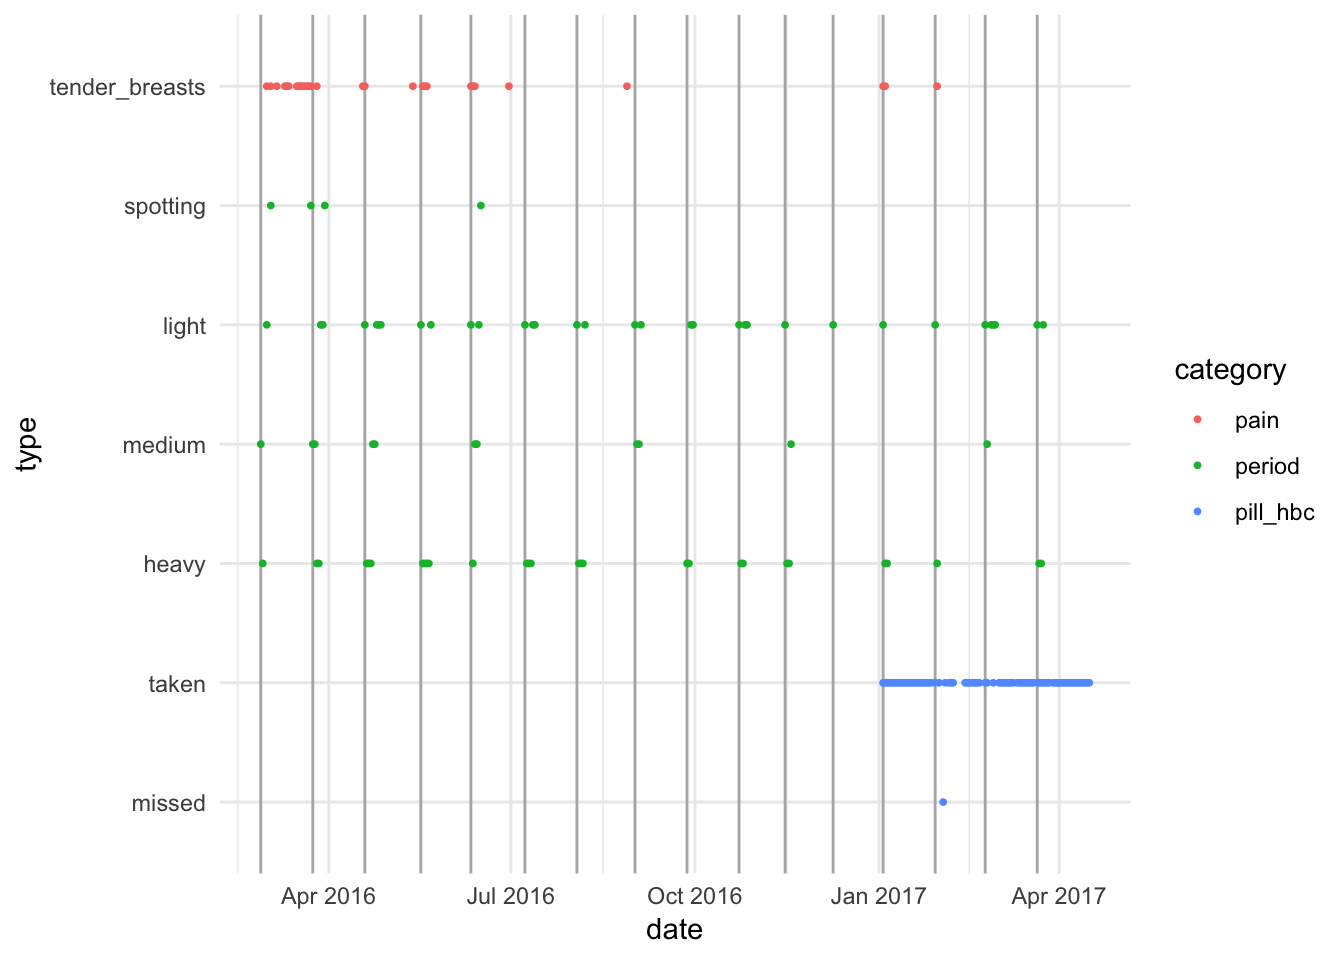 tender_breasts
spotting
light
medium
heavy
taken
missed
type
Apr 2016
Jul 2016
Oct 2016
Jan 2017
Apr 2017
date
category
pain
period
pill_hbc